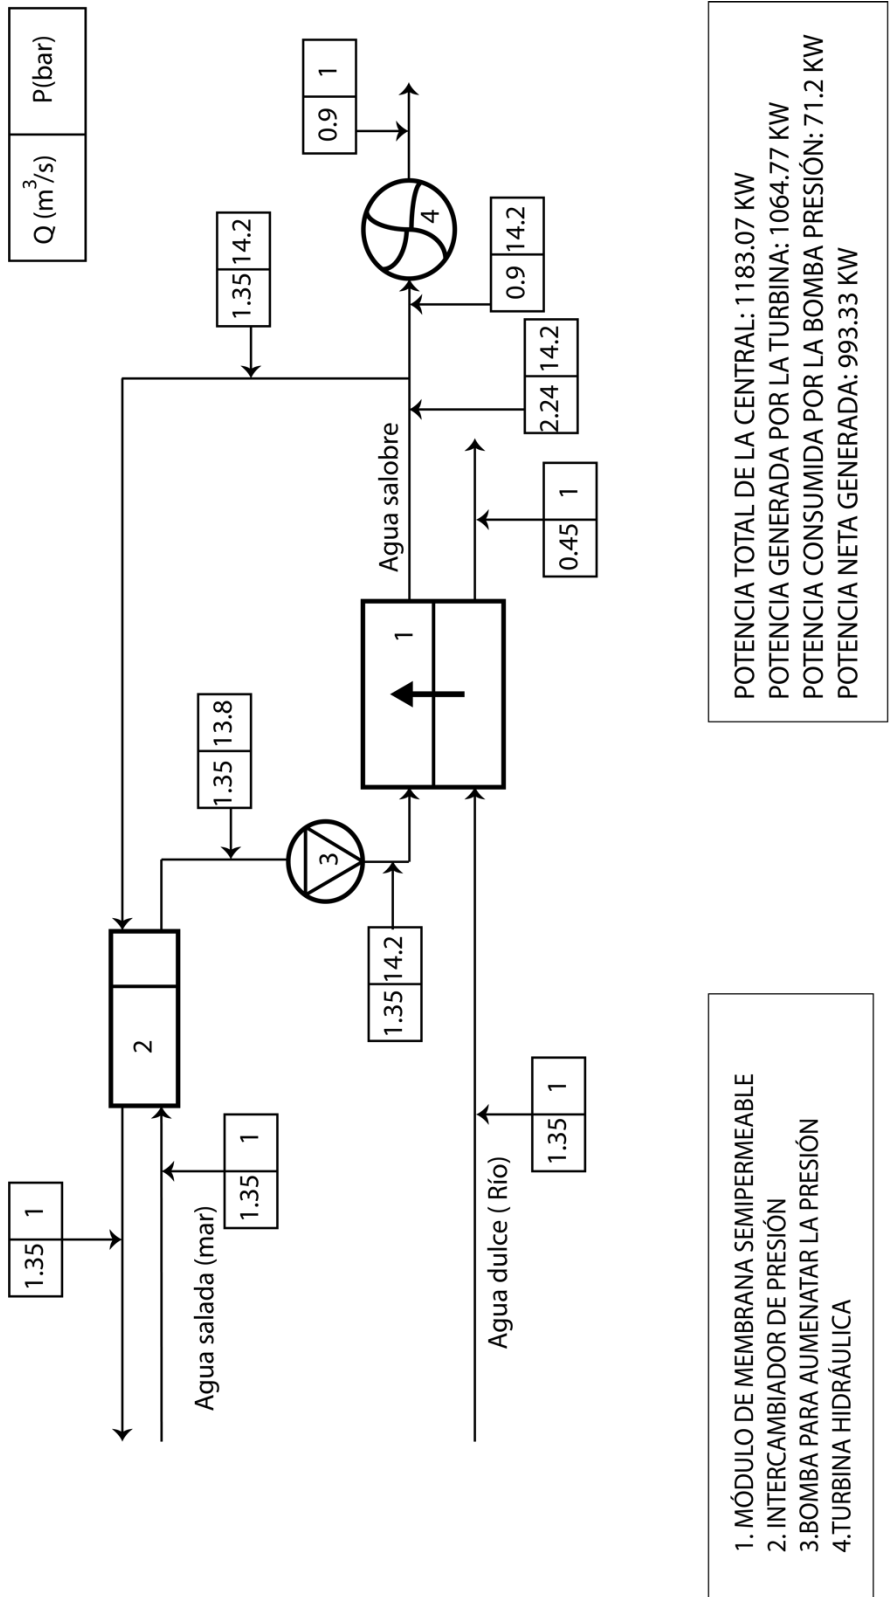 Q (m³/s) P(bar)
1.35 1
1.35 14.2
0.9 1
Agua salada (mar)
1.35 1
2
1.35 13.8
3
1.35 14.2
Agua salobre
4
0.9 14.2
2.24 14.2
1
0.45 1
Agua dulce ( Río)
1.35 1
1. MÓDULO DE MEMBRANA SEMIPERMEABLE
2. INTERCAMBIADOR DE PRESIÓN
3.BOMBA PARA AUMENATAR LA PRESIÓN
4.TURBINA HIDRÁULICA
POTENCIA TOTAL DE LA CENTRAL: 1183.07 KW
POTENCIA GENERADA POR LA TURBINA: 1064.77 KW
POTENCIA CONSUMIDA POR LA BOMBA PRESIÓN: 71.2 KW
POTENCIA NETA GENERADA: 993.33 KW